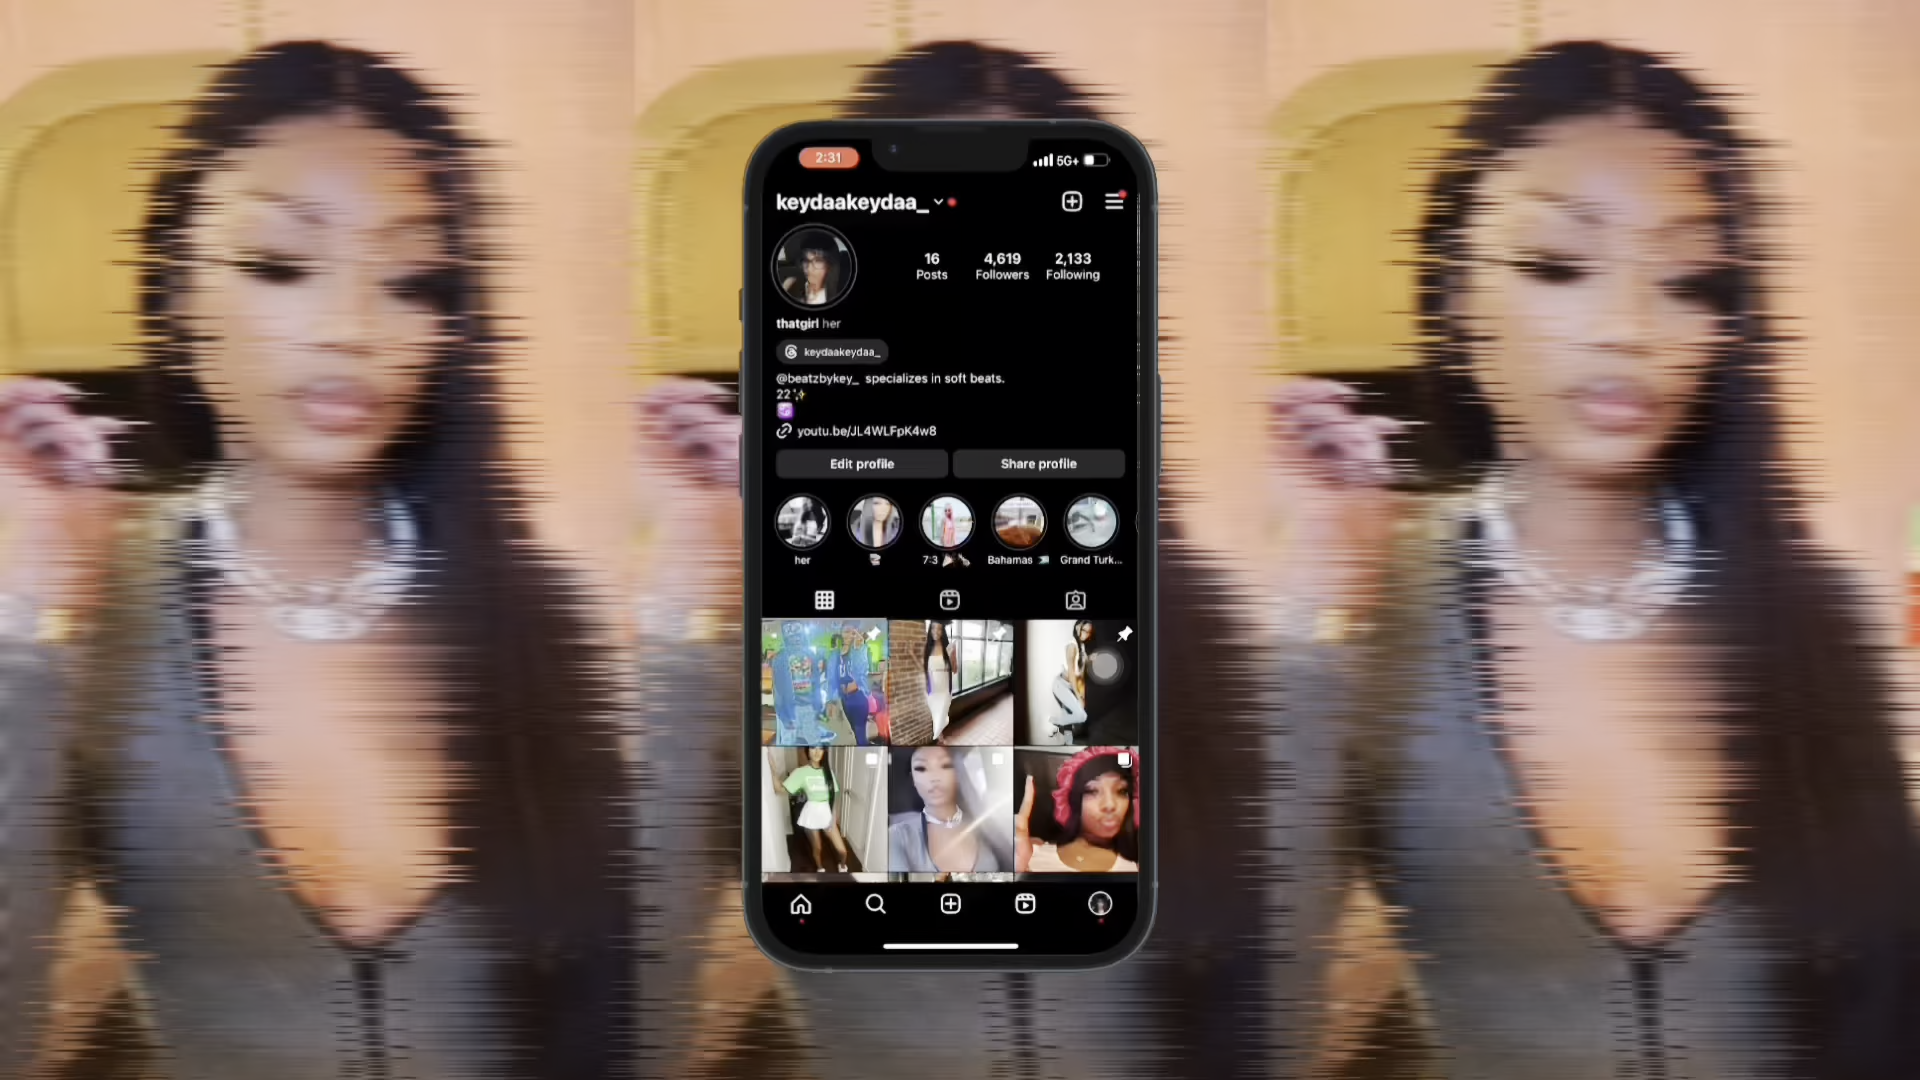 2:31
5G+
keydaakeydaa_
16 4,619 2,133
Posts Followers Following
thatgirl her
keydaakeydaa_
@beatzbykey_ specializes in soft beats.
22✨
youtu.be/JL4WLFpK4w8
Edit profile Share profile
her 7:3 Bahamas 🇧🇸 Grand Turk...